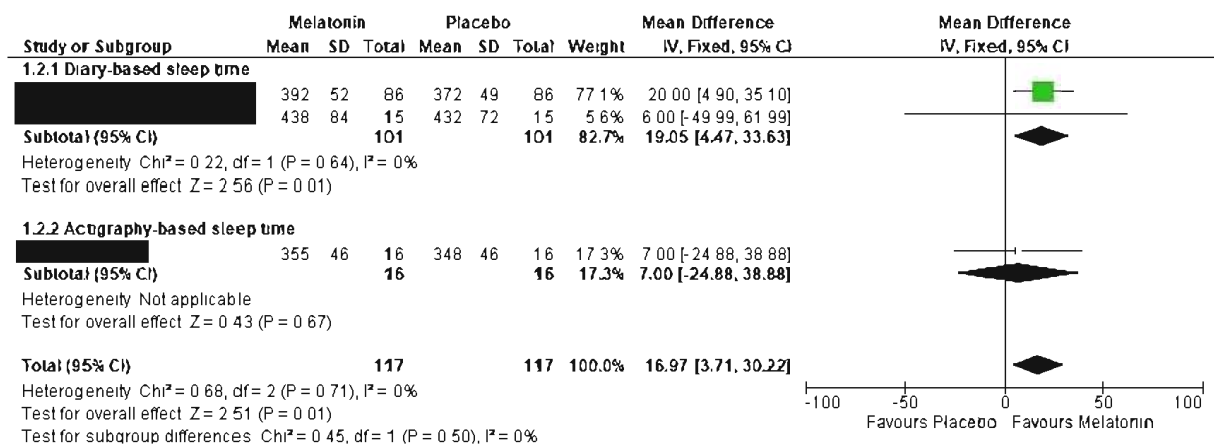 Melatonin Placebo Mean Difference Mean Difference
Study or Subgroup Mean SD Total Mean SD Total Weight IV, Fixed, 95% CI IV, Fixed, 95% CI
1.2.1 Diary-based sleep time
392 52 86 372 49 86 77 1% 20 00 [4 90, 35 10]
438 84 15 432 72 15 5 6% 6 00 [-49 99, 61 99]
Subtotal (95% CI) 101 101 82.7% 19.05 [4.47, 33.63]
Heterogeneity Chi² = 0 22, df = 1 (P = 0 64), I² = 0%
Test for overall effect Z = 2 56 (P = 0 01)
1.2.2 Actigraphy-based sleep time
355 46 16 348 46 16 17 3% 7 00 [-24 88, 38 88]
Subtotal (95% CI) 16 16 17.3% 7.00 [-24.88, 38.88]
Heterogeneity Not applicable
Test for overall effect Z = 0 43 (P = 0 67)
Total (95% CI) 117 117 100.0% 16.97 [3.71, 30.22]
Heterogeneity Chi² = 0 68, df = 2 (P = 0 71), I² = 0%
Test for overall effect Z = 2 51 (P = 0 01)
Test for subgroup differences Chi² = 0 45, df = 1 (P = 0 50), I² = 0%
-100 -50 0 50 100
Favours Placebo Favours Melatonin